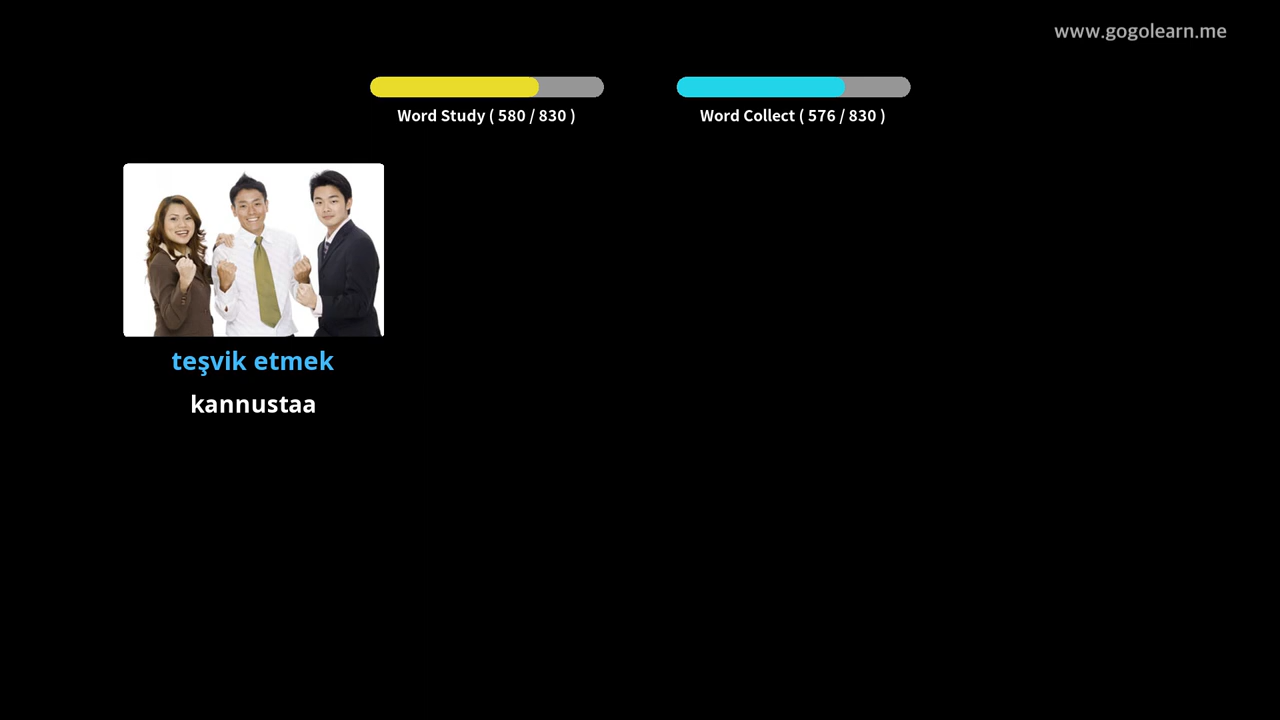 www.gogolearn.me
Word Study ( 580 / 830 )
Word Collect ( 576 / 830 )
teşvik etmek
kannustaa